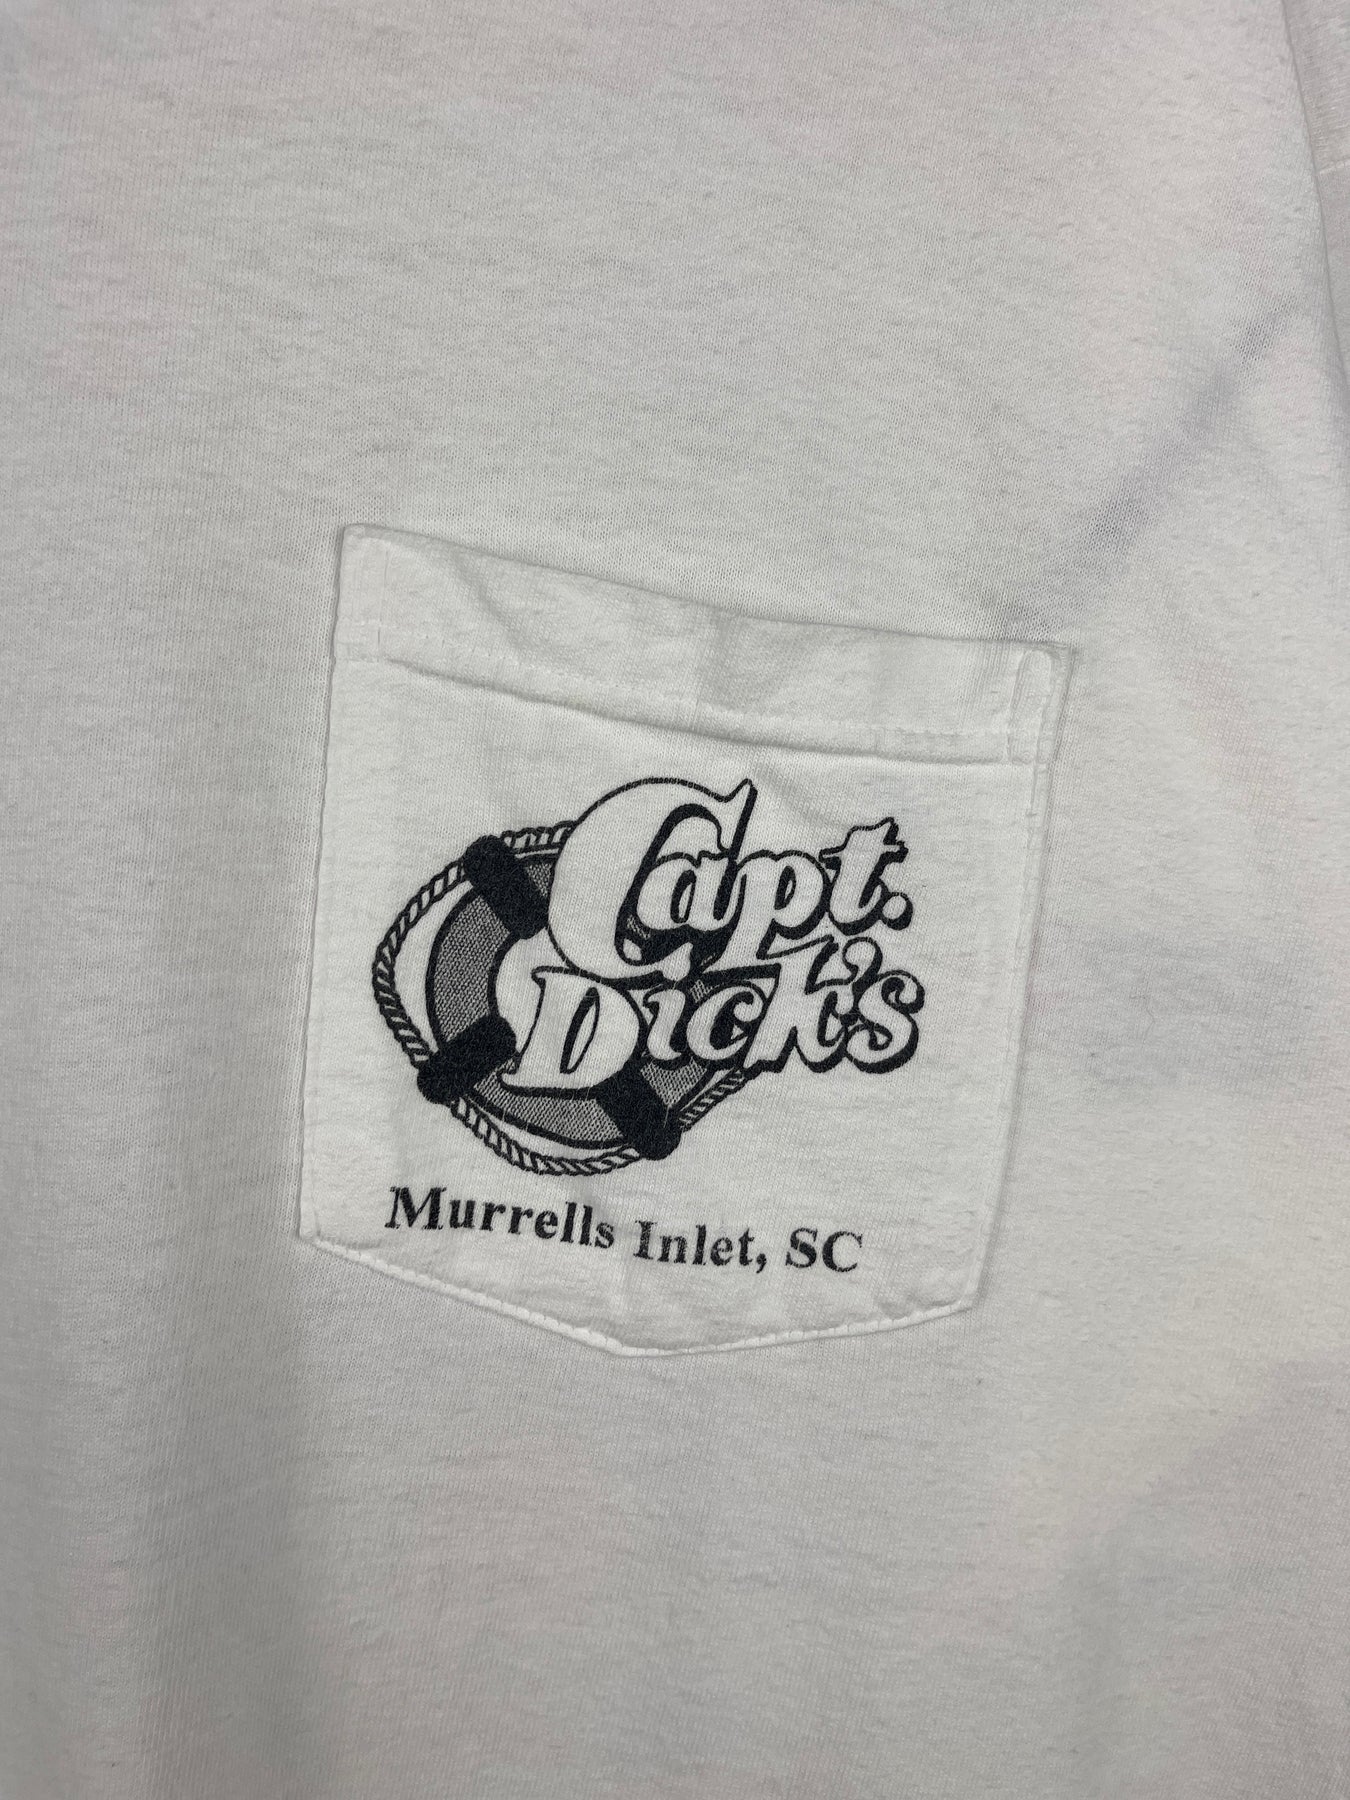 Capt.
Dick's
Murrells Inlet, SC